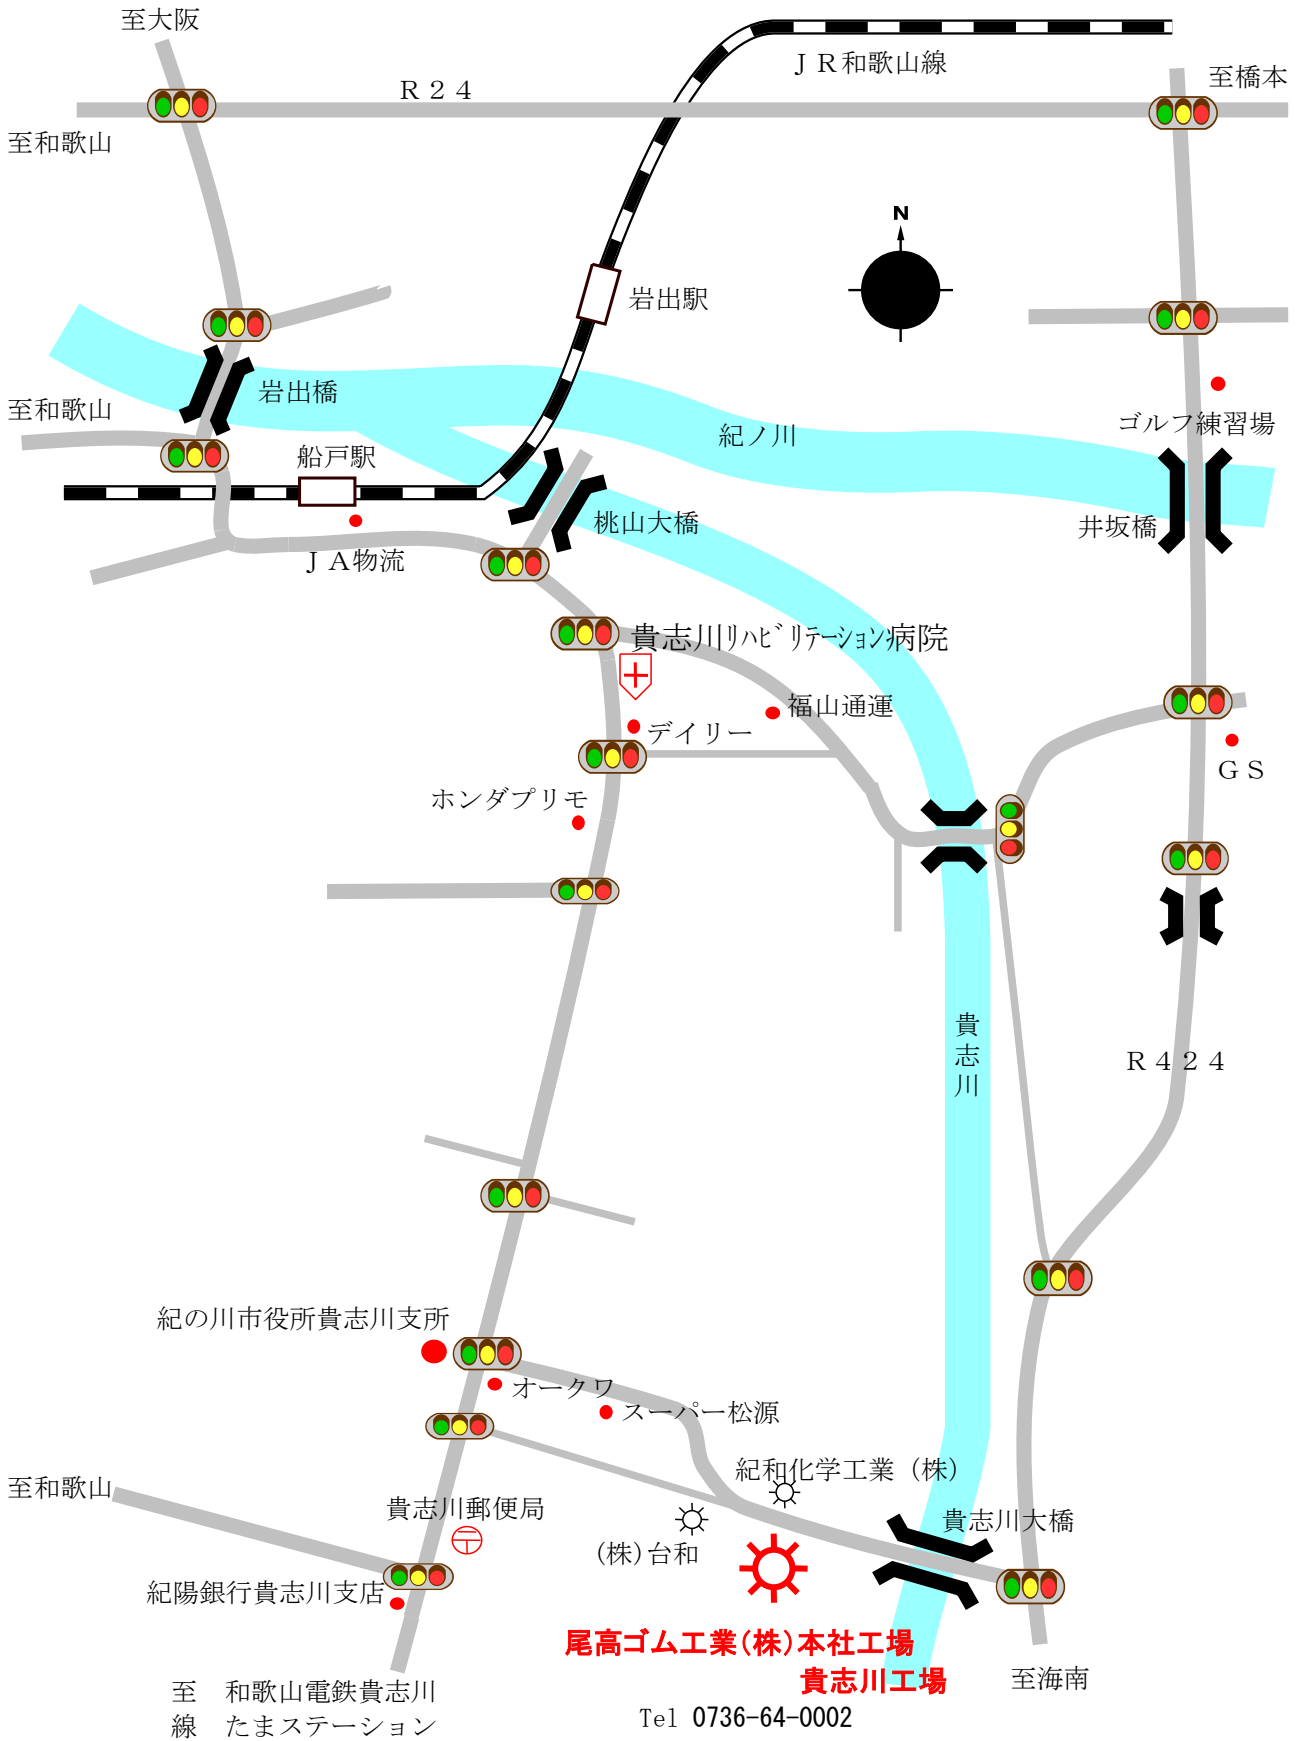 至大阪
ＪＲ和歌山線
Ｒ２４
至橋本
至和歌山
N
岩出駅
岩出橋
至和歌山
ゴルフ練習場
紀ノ川
船戸駅
桃山大橋
井坂橋
ＪＡ物流
貴志川ﾘﾊﾋﾞﾘﾃｰｼｮﾝ病院
福山通運
デイリー
ＧＳ
ホンダプリモ
貴志川
Ｒ４２４
紀の川市役所貴志川支所
オークワ
スーパー松源
紀和化学工業（株）
至和歌山
貴志川郵便局
貴志川大橋
(株)台和
紀陽銀行貴志川支店
尾高ゴム工業(株)本社工場
貴志川工場
至海南
至　和歌山電鉄貴志川
線　たまステーション
Tel 0736-64-0002